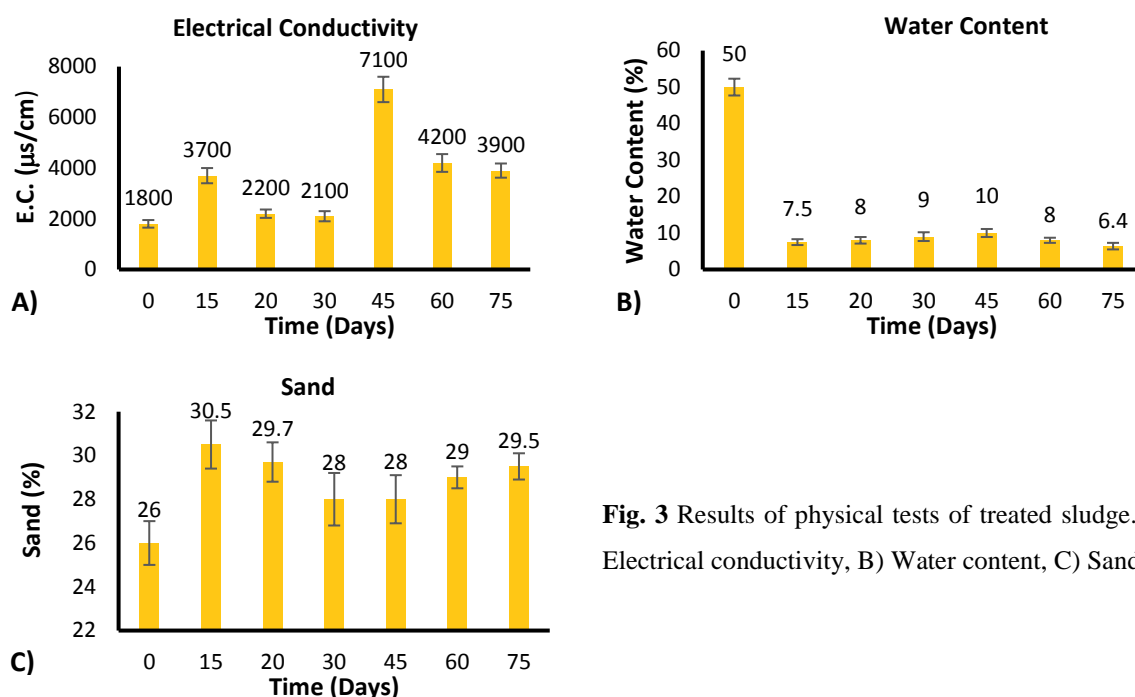 Electrical Conductivity
E.C. (µs/cm)
8000
6000
4000
2000
0
1800
3700
2200
2100
7100
4200
3900
0 15 20 30 45 60 75
Time (Days)
A)
Water Content
Water Content (%)
60
50
40
30
20
10
0
50
7.5
8
9
10
8
6.4
0 15 20 30 45 60 75
Time (Days)
B)
Sand
Sand (%)
32
30
28
26
24
22
26
30.5
29.7
28
28
29
29.5
0 15 20 30 45 60 75
Time (Days)
C)
Fig. 3 Results of physical tests of treated sludge.
Electrical conductivity, B) Water content, C) Sand